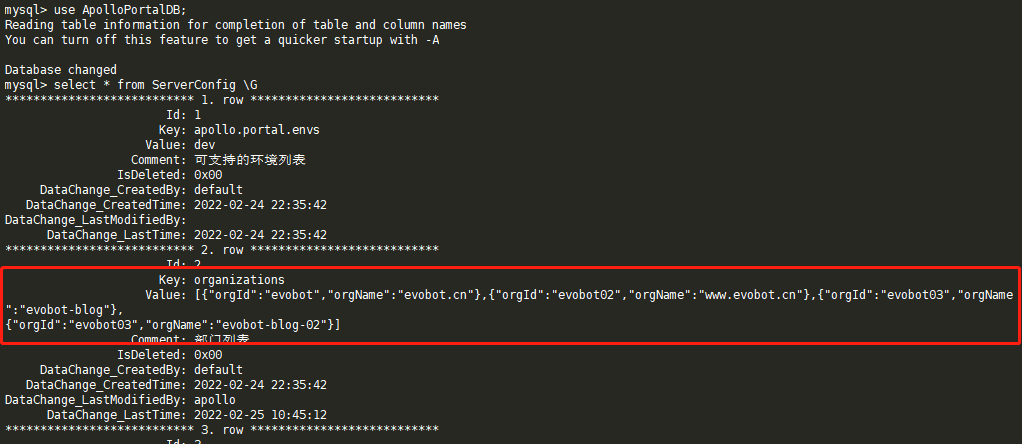 mysql> use ApolloPortalDB;
Reading table information for completion of table and column names
You can turn off this feature to get a quicker startup with -A
Database changed
mysql> select * from ServerConfig \G
*************************** 1. row ***************************
Id: 1
Key: apollo.portal.envs
Value: dev
Comment: 可支持的环境列表
IsDeleted: 0x00
DataChange_CreatedBy: default
DataChange_CreatedTime: 2022-02-24 22:35:42
DataChange_LastModifiedBy:
DataChange_LastTime: 2022-02-24 22:35:42
*************************** 2. row ***************************
Id: 2
Key: organizations
Value: [{"orgId":"evobot","orgName":"evobot.cn"},{"orgId":"evobot02","orgName":"www.evobot.cn"},{"orgId":"evobot03","orgName
":"evobot-blog"},
{"orgId":"evobot03","orgName":"evobot-blog-02"}]
Comment: 部门列表
IsDeleted: 0x00
DataChange_CreatedBy: default
DataChange_CreatedTime: 2022-02-24 22:35:42
DataChange_LastModifiedBy: apollo
DataChange_LastTime: 2022-02-25 10:45:12
*************************** 3. row ***************************
Id: 3